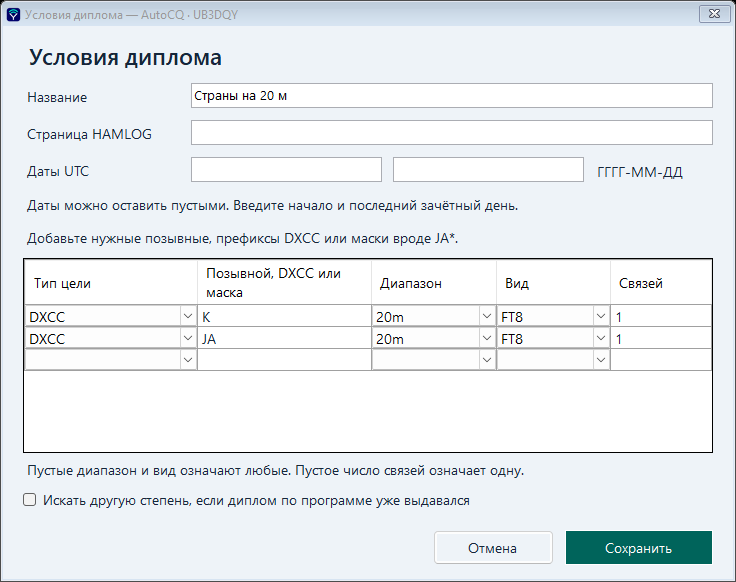 Условия диплома — AutoCQ - UB3DQY
Условия диплома
Название
Страны на 20 м
Страница HAMLOG
Даты UTC
ГГГГ-ММ-ДД
Даты можно оставить пустыми. Введите начало и последний зачётный день.
Добавьте нужные позывные, префиксы DXCC или маски вроде JA*.
Тип цели
Позывной, DXCC или
маска
Диапазон
Вид
Связей
DXCC K 20m FT8 1
DXCC JA 20m FT8 1
Пустые диапазон и вид означают любые. Пустое число связей означает одну.
Искать другую степень, если диплом по программе уже выдавался
Отмена
Сохранить